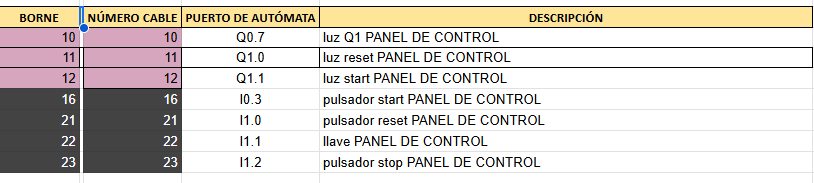 BORNE NÚMERO CABLE PUERTO DE AUTÓMATA DESCRIPCIÓN
10 10 Q0.7 luz Q1 PANEL DE CONTROL
11 11 Q1.0 luz reset PANEL DE CONTROL
12 12 Q1.1 luz start PANEL DE CONTROL
16 16 I0.3 pulsador start PANEL DE CONTROL
21 21 I1.0 pulsador reset PANEL DE CONTROL
22 22 I1.1 llave PANEL DE CONTROL
23 23 I1.2 pulsador stop PANEL DE CONTROL